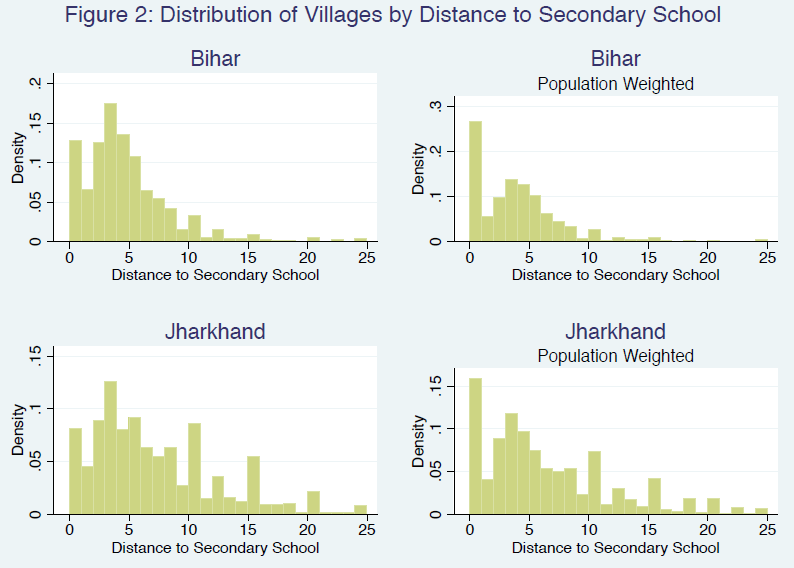 Figure 2: Distribution of Villages by Distance to Secondary School
Bihar
.2
.15
.1
.05
0
Density
0 5 10 15 20 25
Distance to Secondary School
Bihar
Population Weighted
.3
.2
.1
0
Density
0 5 10 15 20 25
Distance to Secondary School
Jharkhand
.15
.1
.05
0
Density
0 5 10 15 20 25
Distance to Secondary School
Jharkhand
Population Weighted
.15
.1
.05
0
Density
0 5 10 15 20 25
Distance to Secondary School